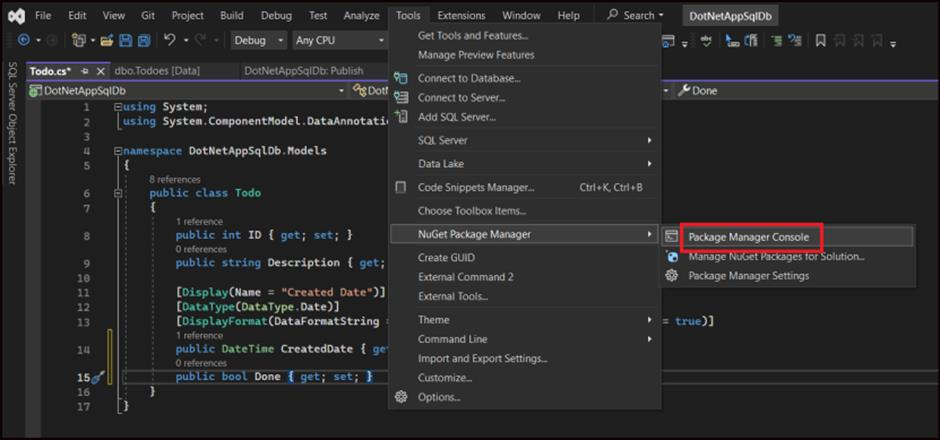 File Edit View Git Project Build Debug Test Analyze Tools Extensions Window Help Search DotNetAppSqlDb
Debug Any CPU
Todo.cs* dbo.Todoes [Data] DotNetAppSqlDb: Publish
DotNetAppSqlDb DotN Done
SQL Server Object Explorer
1 using System;
2 using System.ComponentModel.DataAnnotatio
3
4 namespace DotNetAppSqlDb.Models
5 {
8 references
6 public class Todo
7 {
1 reference
8 public int ID { get; set; }
0 references
9 public string Description { get;
10
11 [Display(Name = "Created Date")]
12 [DataType(DataType.Date)]
13 [DisplayFormat(DataFormatString = = true)]
1 reference
14 public DateTime CreatedDate { get
0 references
15 public bool Done { get; set; }
16 }
17 }
Get Tools and Features...
Manage Preview Features
Connect to Database...
Connect to Server...
Add SQL Server...
SQL Server
Data Lake
Code Snippets Manager... Ctrl+K, Ctrl+B
Choose Toolbox Items...
NuGet Package Manager
Create GUID
External Command 2
External Tools...
Theme
Command Line
Import and Export Settings...
Customize...
Options...
Package Manager Console
Manage NuGet Packages for Solution...
Package Manager Settings